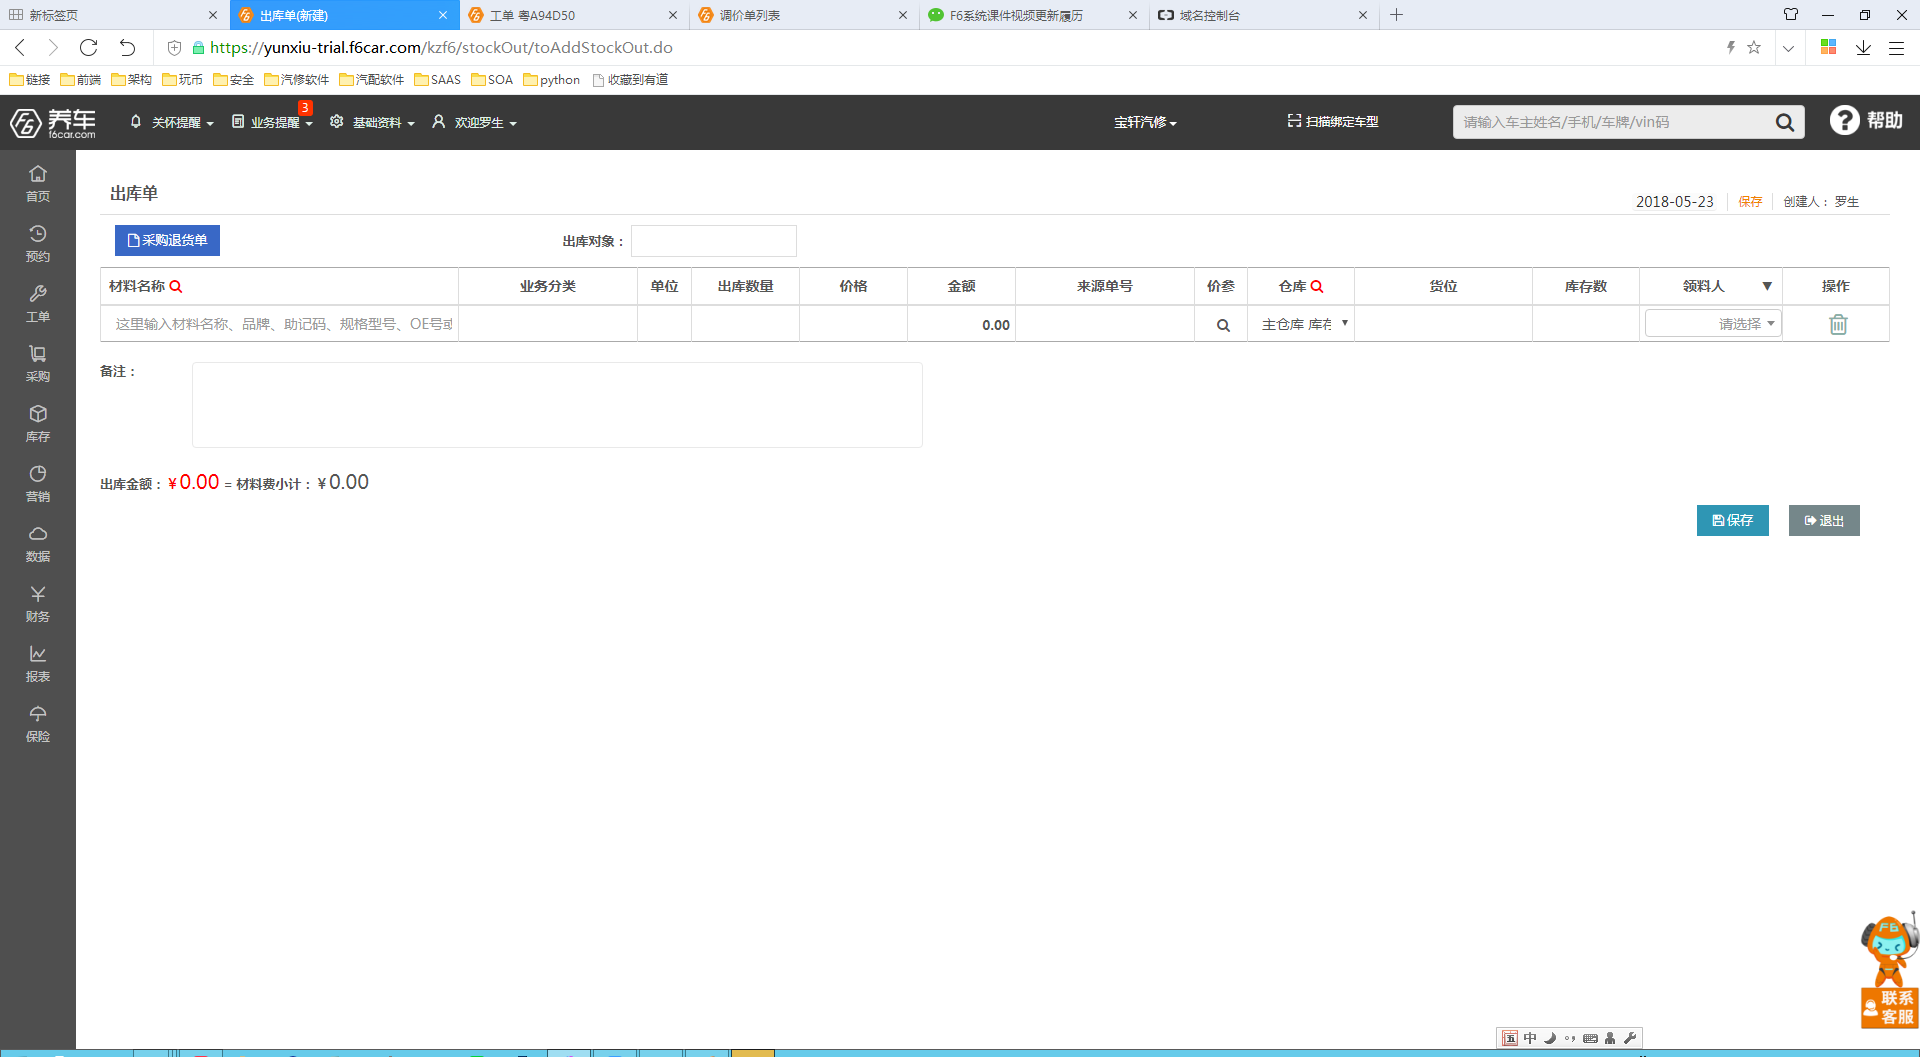 新标签页
出库单(新建)
工单 粤A94D50
调价单列表
F6系统课件视频更新履历
域名控制台
https://yunxiu-trial.f6car.com/kzf6/stockOut/toAddStockOut.do
链接 前端 架构 玩币 安全 汽修软件 汽配软件 SAAS SOA python 收藏到有道
F6 养车 f6car.com
关怀提醒 业务提醒 3 基础资料 欢迎罗生
宝轩汽修
扫描绑定车型
请输入车主姓名/手机/车牌/vin码
帮助
首页
预约
工单
采购
库存
营销
数据
财务
报表
保险
出库单
2018-05-23 保存 创建人： 罗生
采购退货单
出库对象：
材料名称 业务分类 单位 出库数量 价格 金额 来源单号 价参 仓库 货位 库存数 领料人 ▼ 操作
这里输入材料名称、品牌、助记码、规格型号、OE号或 0.00 主仓库 库存 请选择
备注：
出库金额：￥0.00 = 材料费小计：￥0.00
保存 退出
F6
联系
客服
五 中